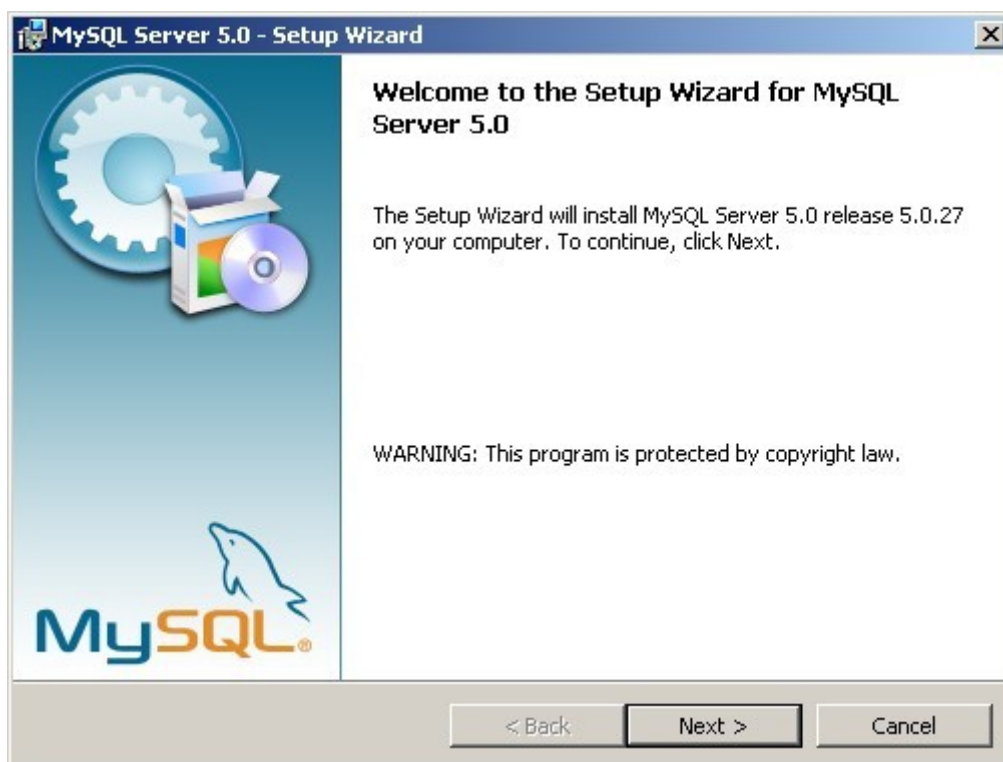 MySQL Server 5.0 - Setup Wizard
Welcome to the Setup Wizard for MySQL
Server 5.0
The Setup Wizard will install MySQL Server 5.0 release 5.0.27
on your computer. To continue, click Next.
WARNING: This program is protected by copyright law.
MySQL®
< Back
Next >
Cancel